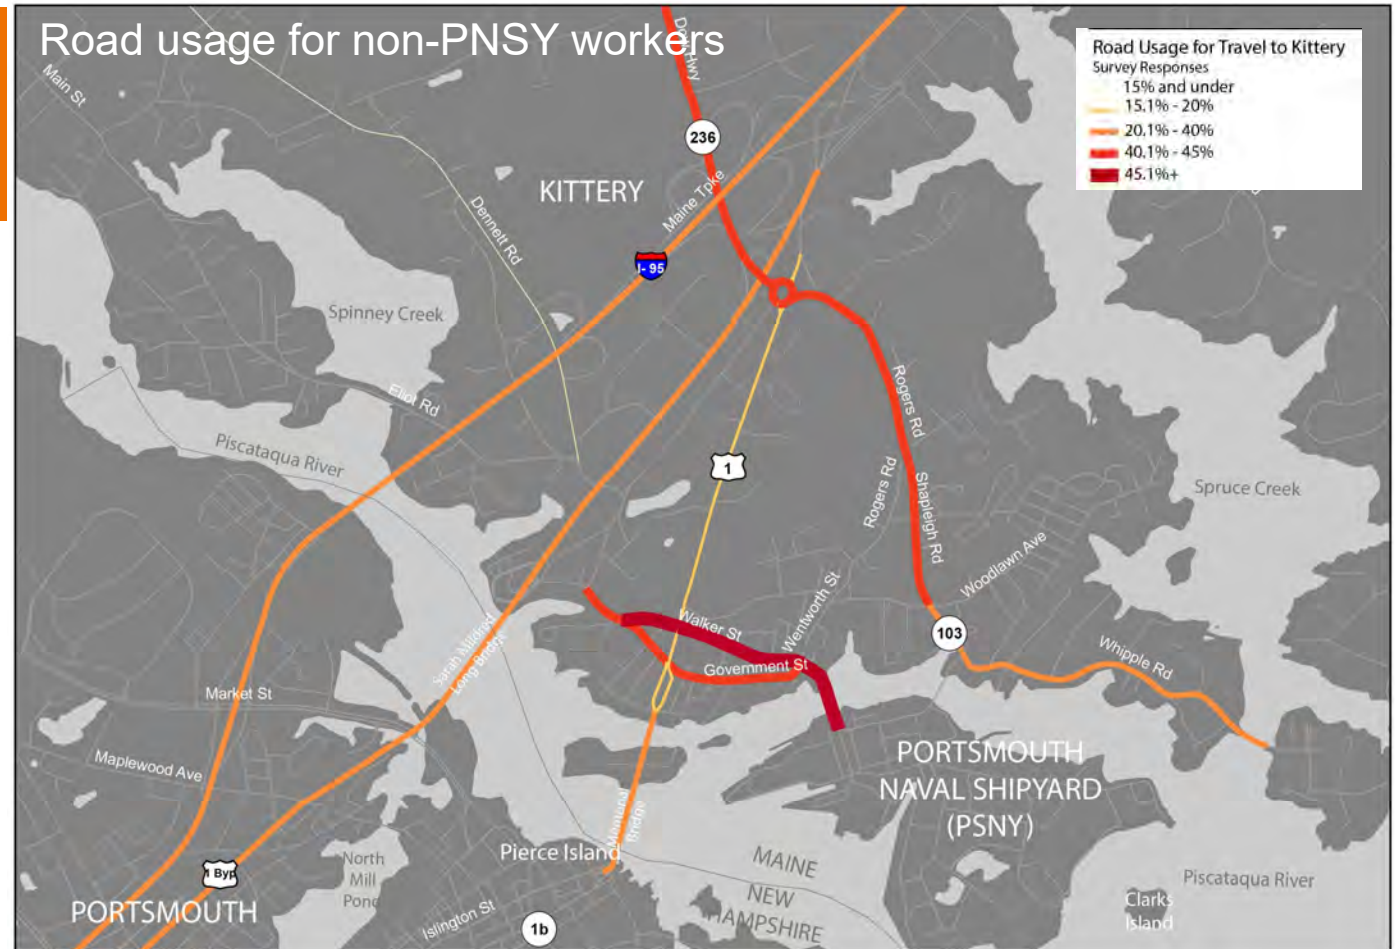 Road usage for non-PNSY workers
Road Usage for Travel to Kittery
Survey Responses
15% and under
15.1% - 20%
20.1% - 40%
40.1% - 45%
45.1%+
Main St
Hwy
236
KITTERY
Maine Tpke
Dennett Rd
I-95
Spinney Creek
Eliot Rd
Rogers Rd
Piscataqua River
1
Rogers Rd
Shapleigh Rd
Spruce Creek
Woodlawn Ave
Wentworth St
Walker St
103
Sarah Mildred
Long Bridge
Government St
Whipple Rd
Market St
Maplewood Ave
PORTSMOUTH
NAVAL SHIPYARD
(PSNY)
Memorial
Bridge
Pierce Island
North
Mill
Pond
MAINE
NEW
HAMPSHIRE
1 Byp
PORTSMOUTH
Islington St
1b
Piscataqua River
Clarks
Island